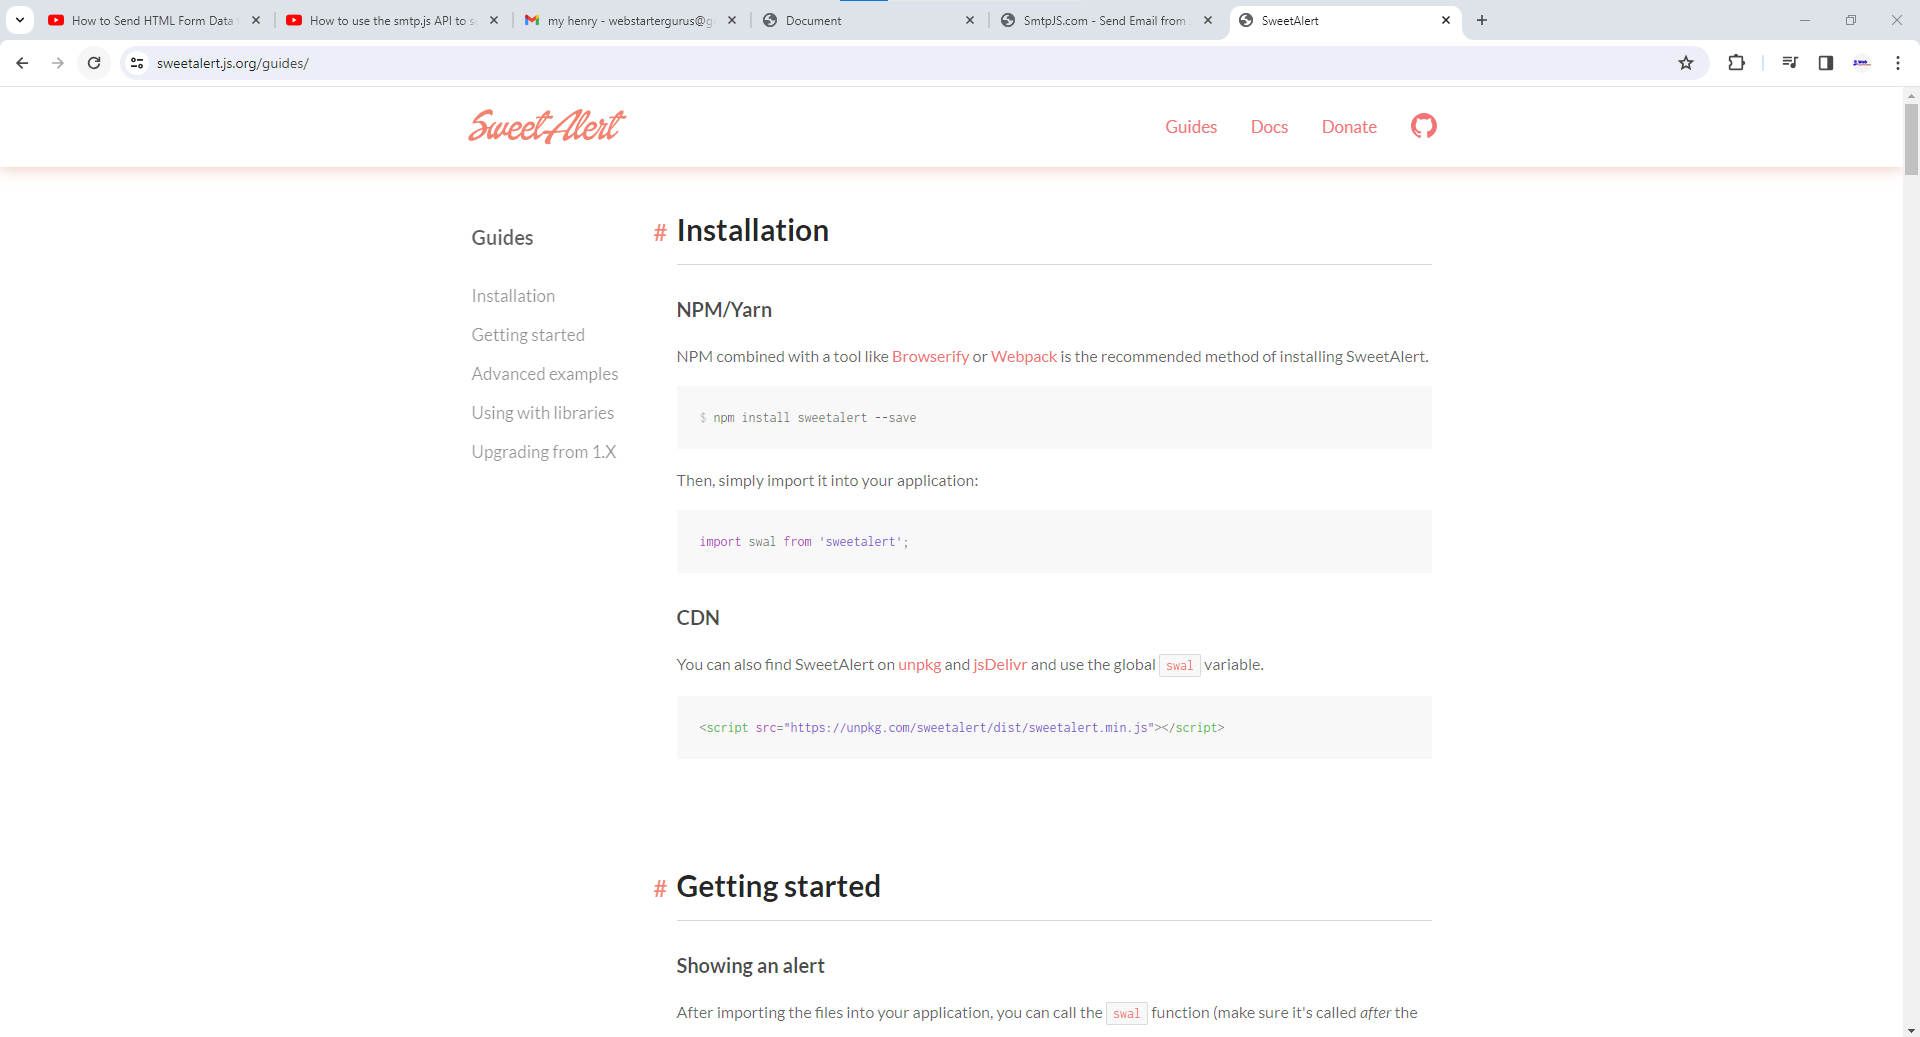 How to Send HTML Form Data
How to use the smtp.js API to s
my henry - webstartergurus@g
Document
SmtpJS.com - Send Email from
SweetAlert
sweetalert.js.org/guides/
SweetAlert
Guides
Docs
Donate
Guides
Installation
Getting started
Advanced examples
Using with libraries
Upgrading from 1.X
# Installation
NPM/Yarn
NPM combined with a tool like Browserify or Webpack is the recommended method of installing SweetAlert.
$ npm install sweetalert --save
Then, simply import it into your application:
import swal from 'sweetalert';
CDN
You can also find SweetAlert on unpkg and jsDelivr and use the global swal variable.
<script src="https://unpkg.com/sweetalert/dist/sweetalert.min.js"></script>
# Getting started
Showing an alert
After importing the files into your application, you can call the swal function (make sure it's called after the